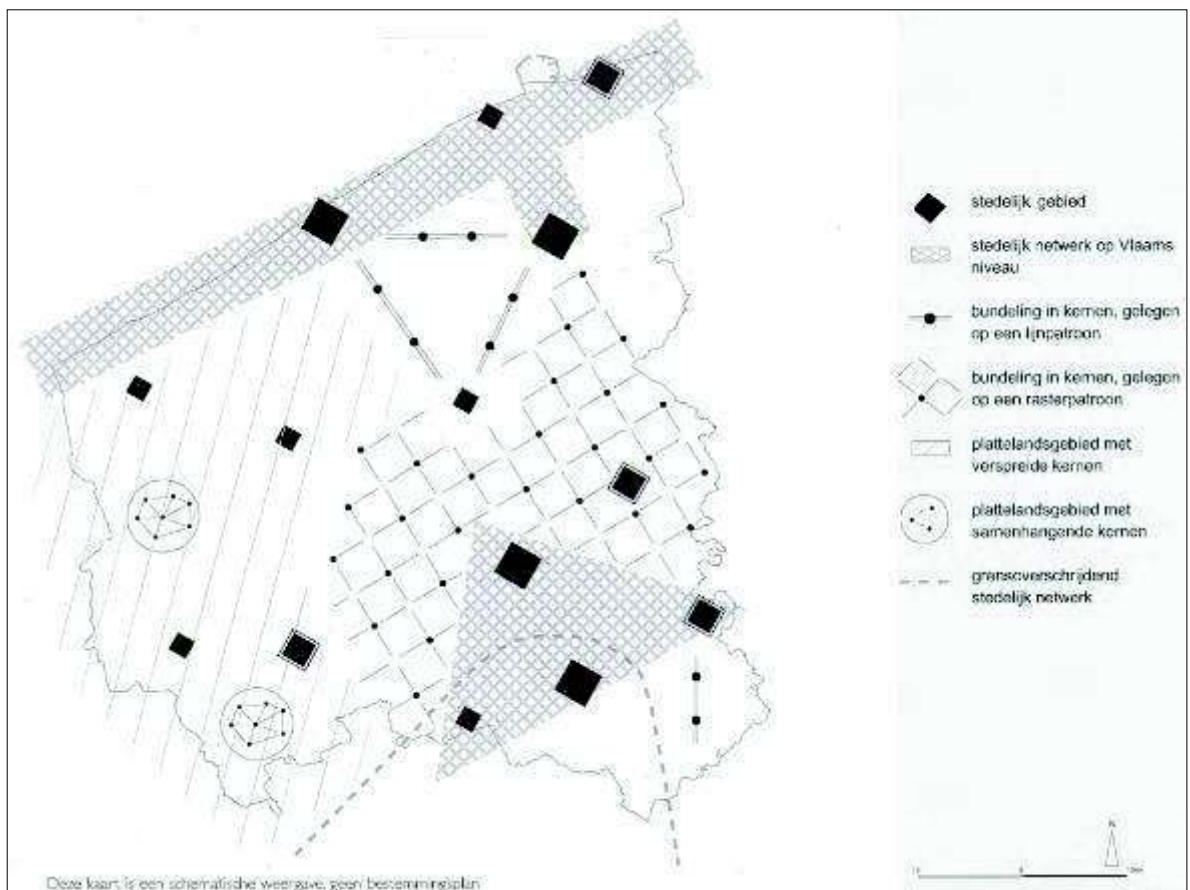 stedelijk gebied
stedelijk netwerk op Vlaams
niveau
bundeling in kernen, gelegen
op een lijnpatroon
bundeling in kernen, gelegen
op een rasterpatroon
plattelandsgebied met
verspreide kernen
plattelandsgebied met
samenhangende kernen
grensoverschrijdend
stedelijk netwerk
N
Deze kaart is een schematische weergave, geen bestemmingsplan